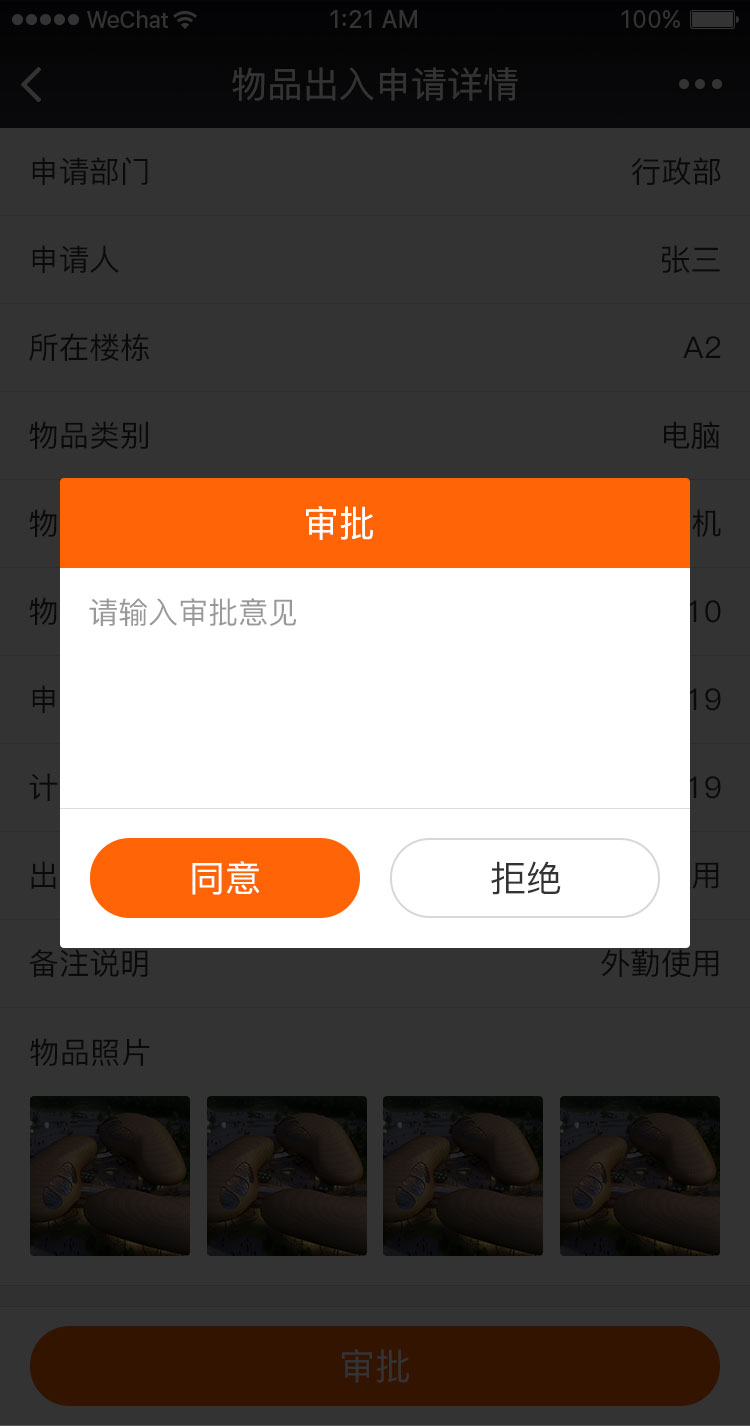 WeChat 1:21 AM 100%
物品出入申请详情
申请部门 行政部
申请人 张三
所在楼栋 A2
物品类别 电脑
物 机
审批
物 10
请输入审批意见
申 19
计 19
出 用
同意 拒绝
备注说明 外勤使用
物品照片
审批